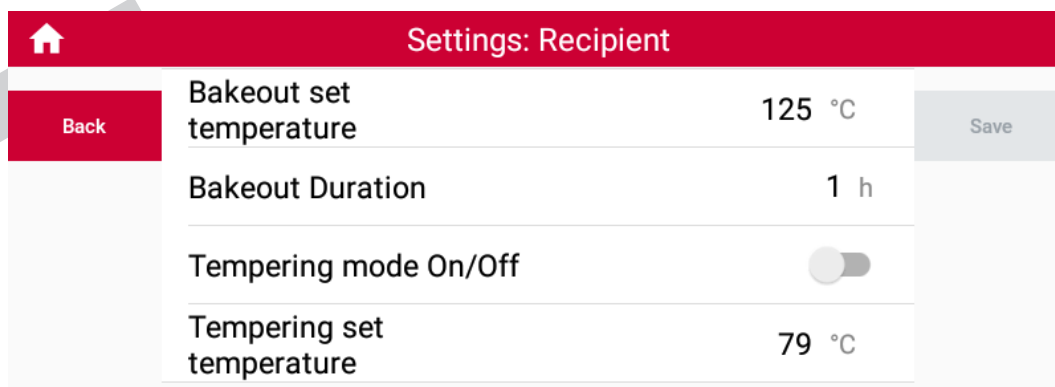 Settings: Recipient
Back
Save
Bakeout set
temperature
125 °C
Bakeout Duration
1 h
Tempering mode On/Off
Tempering set
temperature
79 °C